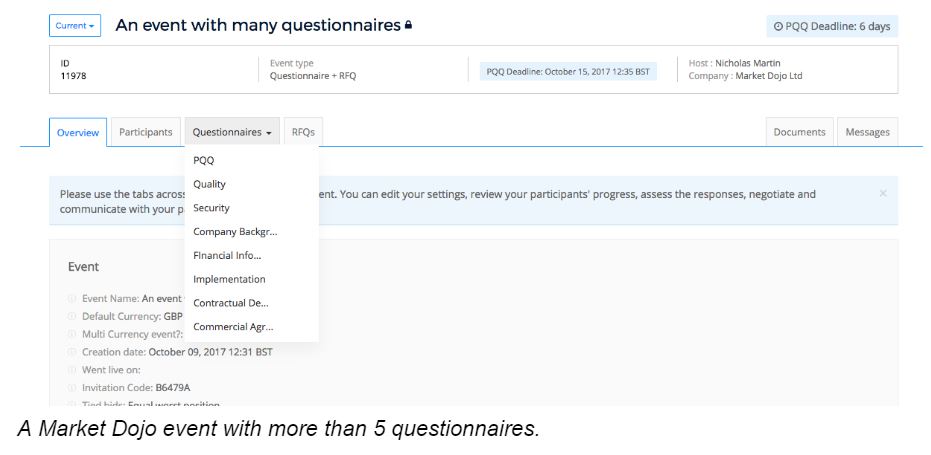 Current
An event with many questionnaires
PQQ Deadline: 6 days
ID
11978
Event type
Questionnaire + RFQ
PQQ Deadline: October 15, 2017 12:35 BST
Host : Nicholas Martin
Company : Market Dojo Ltd
Overview
Participants
Questionnaires
RFQs
Documents
Messages
PQQ
Quality
Security
Company Backgr...
FInancial Info...
Implementation
Contractual De...
Commercial Agr...
Please use the tabs across ent. You can edit your settings, review your participants' progress, assess the responses, negotiate and
communicate with your p
Event
Event Name: An event
Default Currency: GBP
Multi Currency event?:
Creation date: October 09, 2017 12:31 BST
Went live on:
Invitation Code: B6479A
Tied bids: Equal worst position
A Market Dojo event with more than 5 questionnaires.